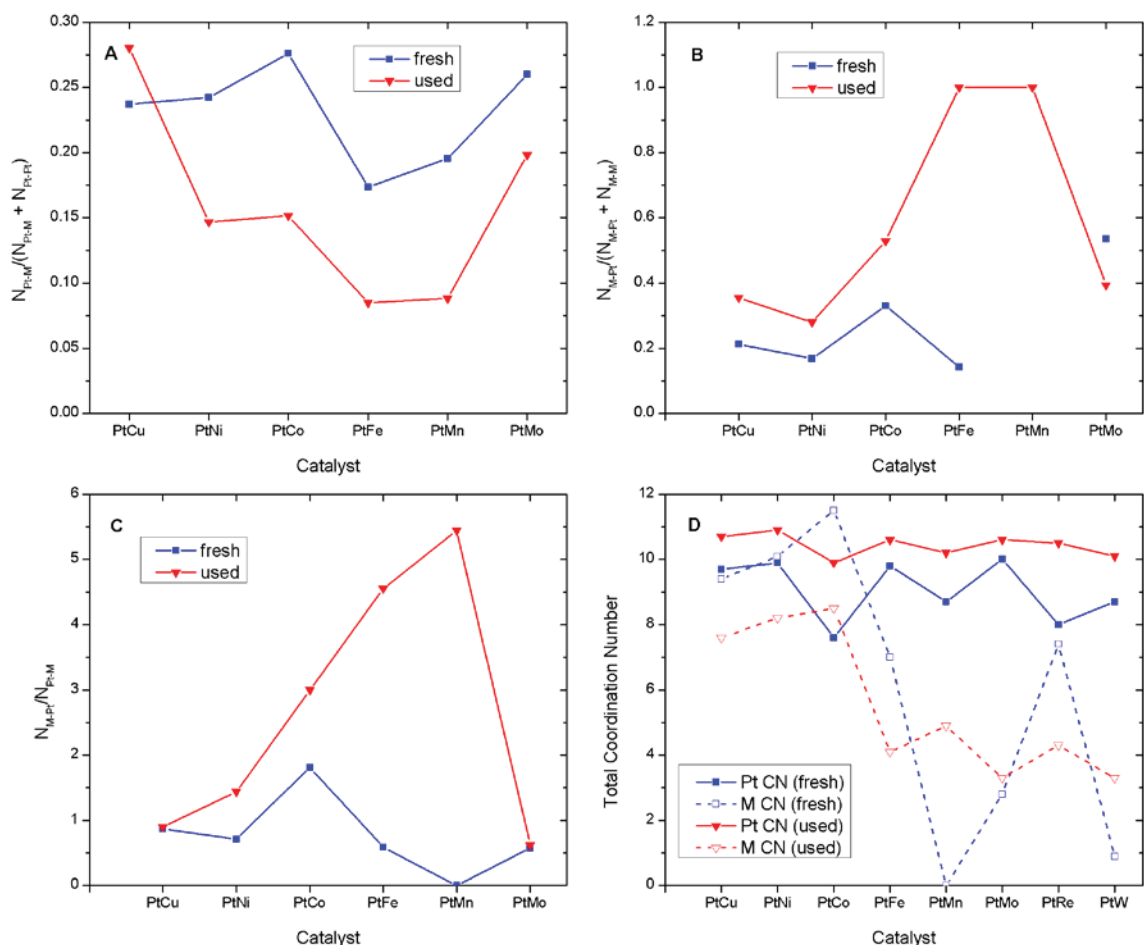 A
fresh
used
0.30
0.25
0.20
0.15
0.10
0.05
0.00
N_Pt-M/(N_Pt-M + N_Pt-Pt)
PtCu PtNi PtCo PtFe PtMn PtMo
Catalyst
B
fresh
used
1.2
1.0
0.8
0.6
0.4
0.2
0.0
N_M-Pt/(N_M-Pt + N_M-M)
PtCu PtNi PtCo PtFe PtMn PtMo
Catalyst
C
fresh
used
6
5
4
3
2
1
0
N_M-Pt/N_Pt-M
PtCu PtNi PtCo PtFe PtMn PtMo
Catalyst
D
12
10
8
6
4
2
0
Total Coordination Number
Pt CN (fresh)
M CN (fresh)
Pt CN (used)
M CN (used)
PtCu PtNi PtCo PtFe PtMn PtMo PtRe PtW
Catalyst